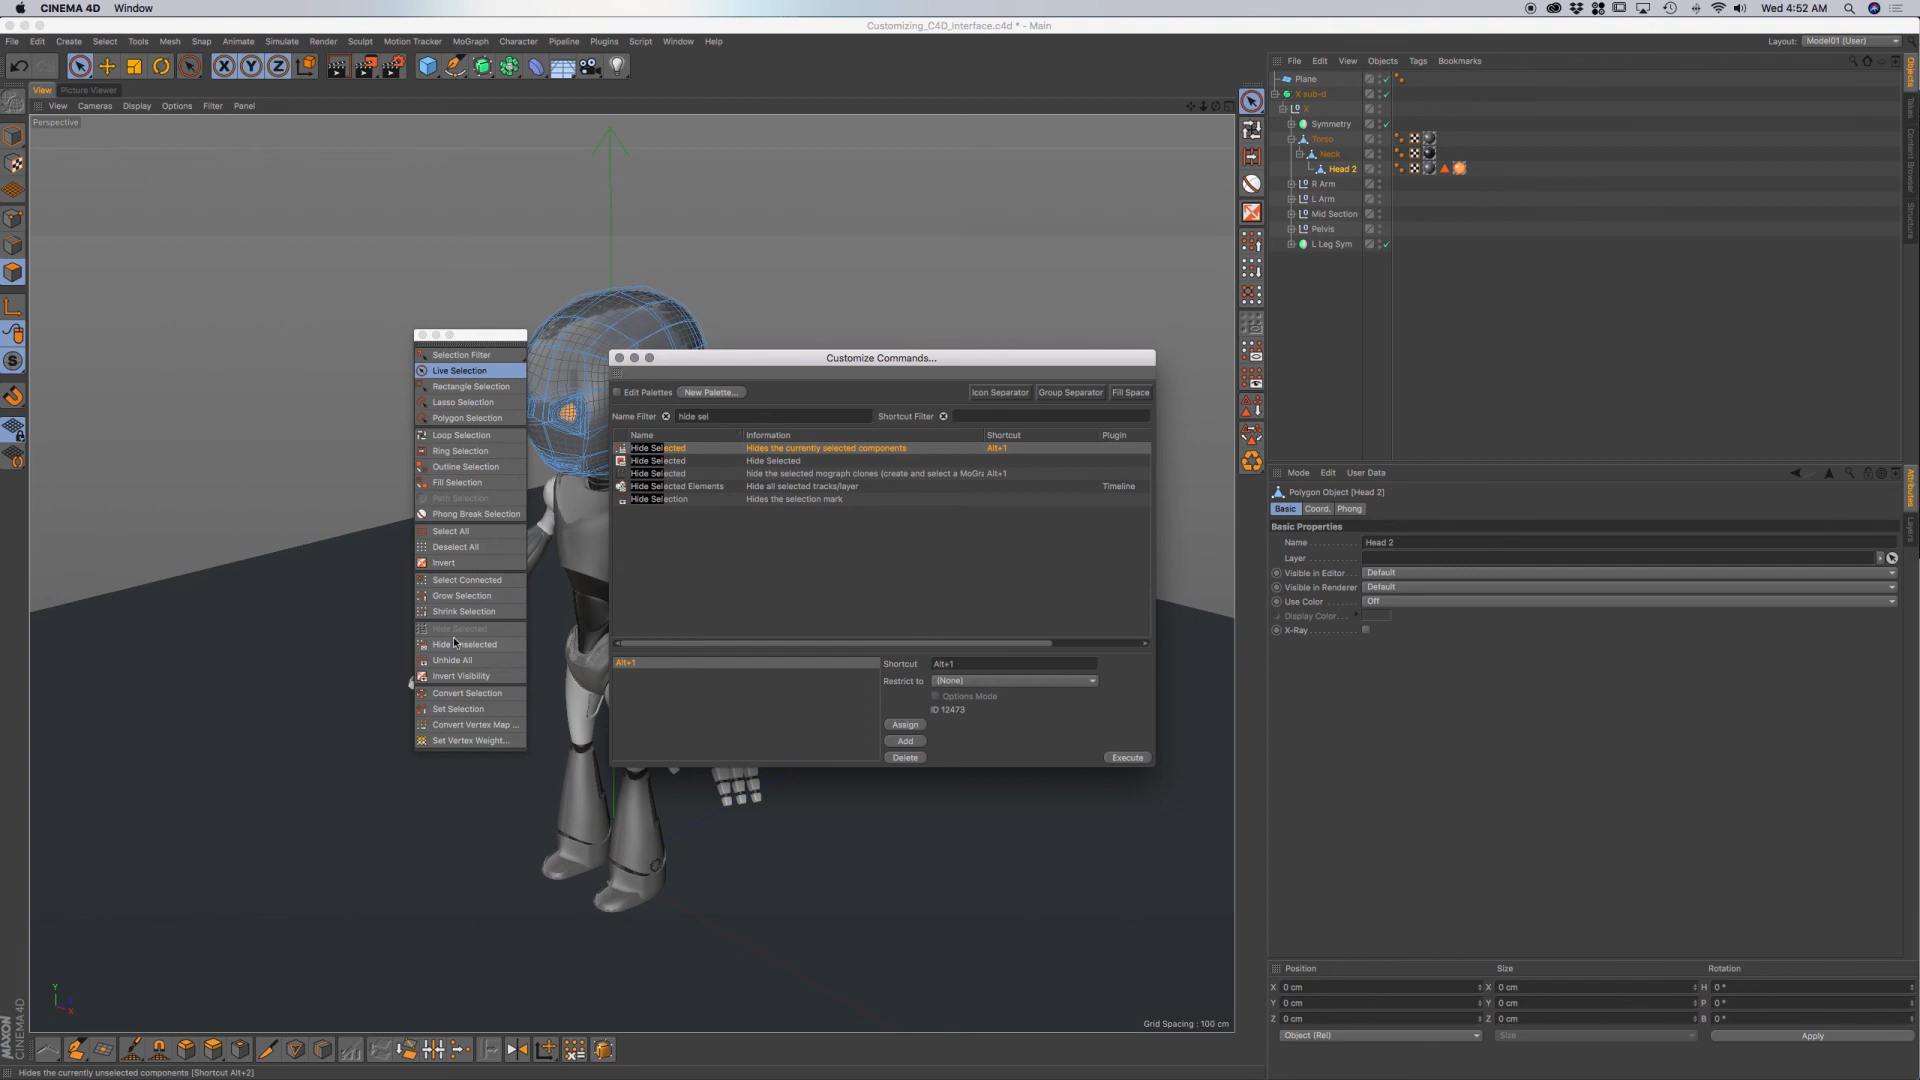 CINEMA 4D Window
Wed 4:52 AM
Customizing_C4D_Interface.c4d * - Main
File Edit Create Select Tools Mesh Snap Animate Simulate Render Sculpt Motion Tracker MoGraph Character Pipeline Plugins Script Window Help
Layout: Model01 (User)
View Picture Viewer
View Cameras Display Options Filter Panel
Perspective
File Edit View Objects Tags Bookmarks
Plane
X sub-d
X
Symmetry
Torso
Neck
Head 2
R Arm
L Arm
Mid Section
Pelvis
L Leg Sym
Objects
Takes
Content Browser
Structure
Selection Filter
Live Selection
Rectangle Selection
Lasso Selection
Polygon Selection
Loop Selection
Ring Selection
Outline Selection
Fill Selection
Path Selection
Phong Break Selection
Select All
Deselect All
Invert
Select Connected
Grow Selection
Shrink Selection
Hide Selected
Hide Unselected
Unhide All
Invert Visibility
Convert Selection
Set Selection
Convert Vertex Map ...
Set Vertex Weight...
Customize Commands...
Edit Palettes New Palette... Icon Separator Group Separator Fill Space
Name Filter hide sel Shortcut Filter
Name Information Shortcut Plugin
Hide Selected Hides the currently selected components Alt+1
Hide Selected Hide Selected
Hide Selected hide the selected mograph clones (create and select a MoGra Alt+1
Hide Selected Elements Hide all selected tracks/layer Timeline
Hide Selection Hides the selection mark
Alt+1
Shortcut Alt+1
Restrict to (None)
Options Mode
ID 12473
Assign
Add
Delete
Execute
Mode Edit User Data
Polygon Object [Head 2]
Basic Coord. Phong
Basic Properties
Name Head 2
Layer
Visible in Editor Default
Visible in Renderer Default
Use Color Off
Display Color
X-Ray
Attributes
Layers
Position Size Rotation
X 0 cm X 0 cm H 0 °
Y 0 cm Y 0 cm P 0 °
Z 0 cm Z 0 cm B 0 °
Object (Rel) Size Apply
Y
X
Grid Spacing : 100 cm
MAXON
CINEMA 4D
Hides the currently unselected components [Shortcut Alt+2]